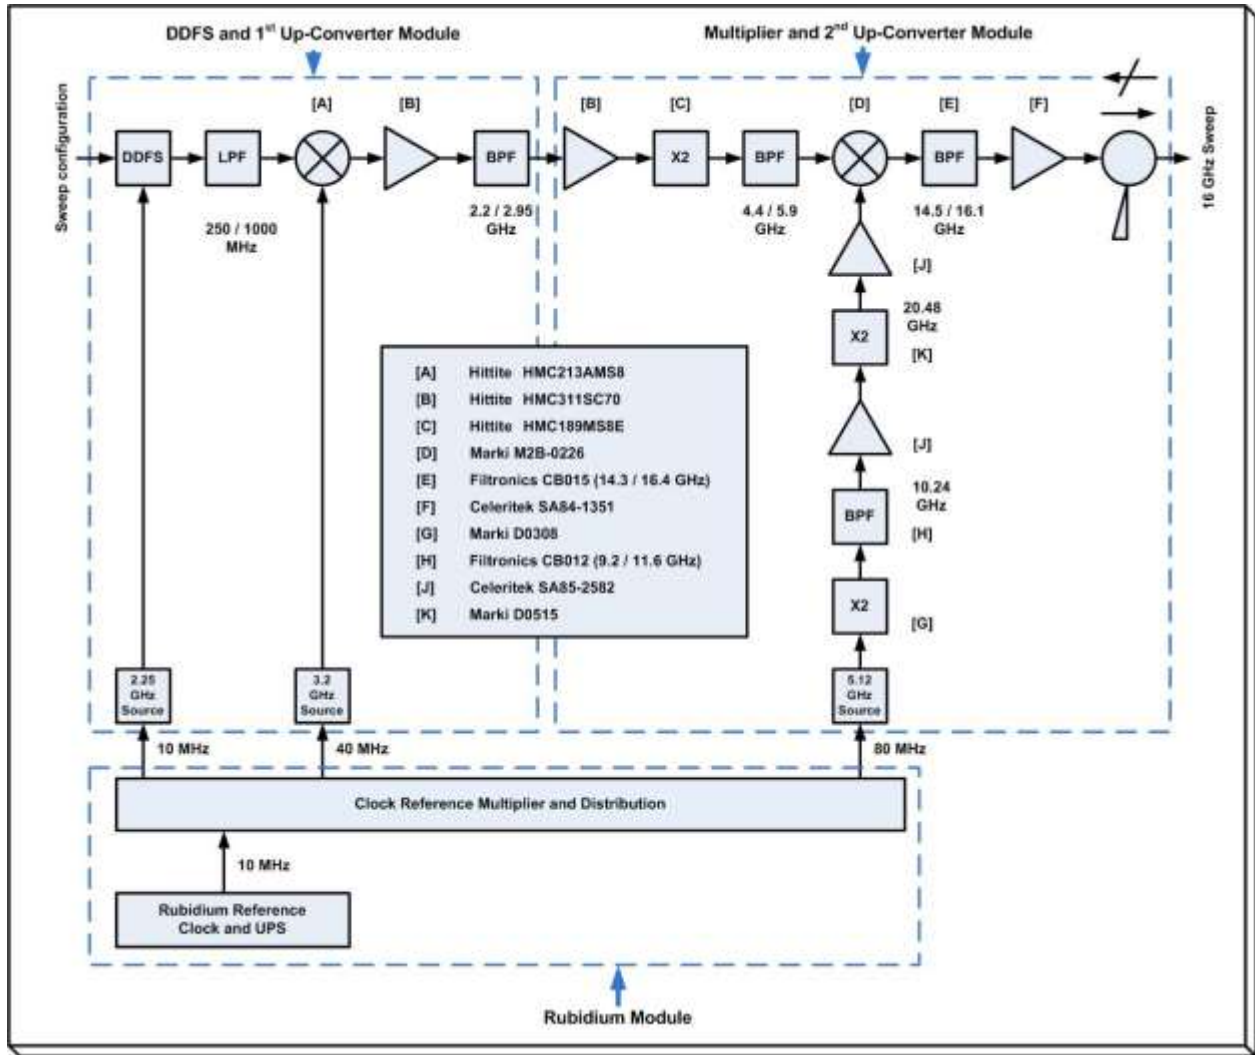 DDFS and 1st Up-Converter Module
Multiplier and 2nd Up-Converter Module
Sweep configuration
[A]
[B]
[B]
[C]
[D]
[E]
[F]
DDFS
LPF
BPF
X2
BPF
BPF
16 GHz Sweep
250 / 1000
MHz
2.2 / 2.95
GHz
4.4 / 5.9
GHz
14.5 / 16.1
GHz
[J]
20.48
GHz
X2
[K]
[J]
10.24
GHz
BPF
[H]
X2
[G]
[A] Hittite HMC213AMS8
[B] Hittite HMC311SC70
[C] Hittite HMC189MS8E
[D] Marki M2B-0226
[E] Filtronics CB015 (14.3 / 16.4 GHz)
[F] Celeritek SA84-1351
[G] Marki D0308
[H] Filtronics CB012 (9.2 / 11.6 GHz)
[J] Celeritek SA85-2582
[K] Marki D0515
2.25
GHz
Source
3.2
GHz
Source
5.12
GHz
Source
10 MHz
40 MHz
80 MHz
Clock Reference Multiplier and Distribution
10 MHz
Rubidium Reference
Clock and UPS
Rubidium Module